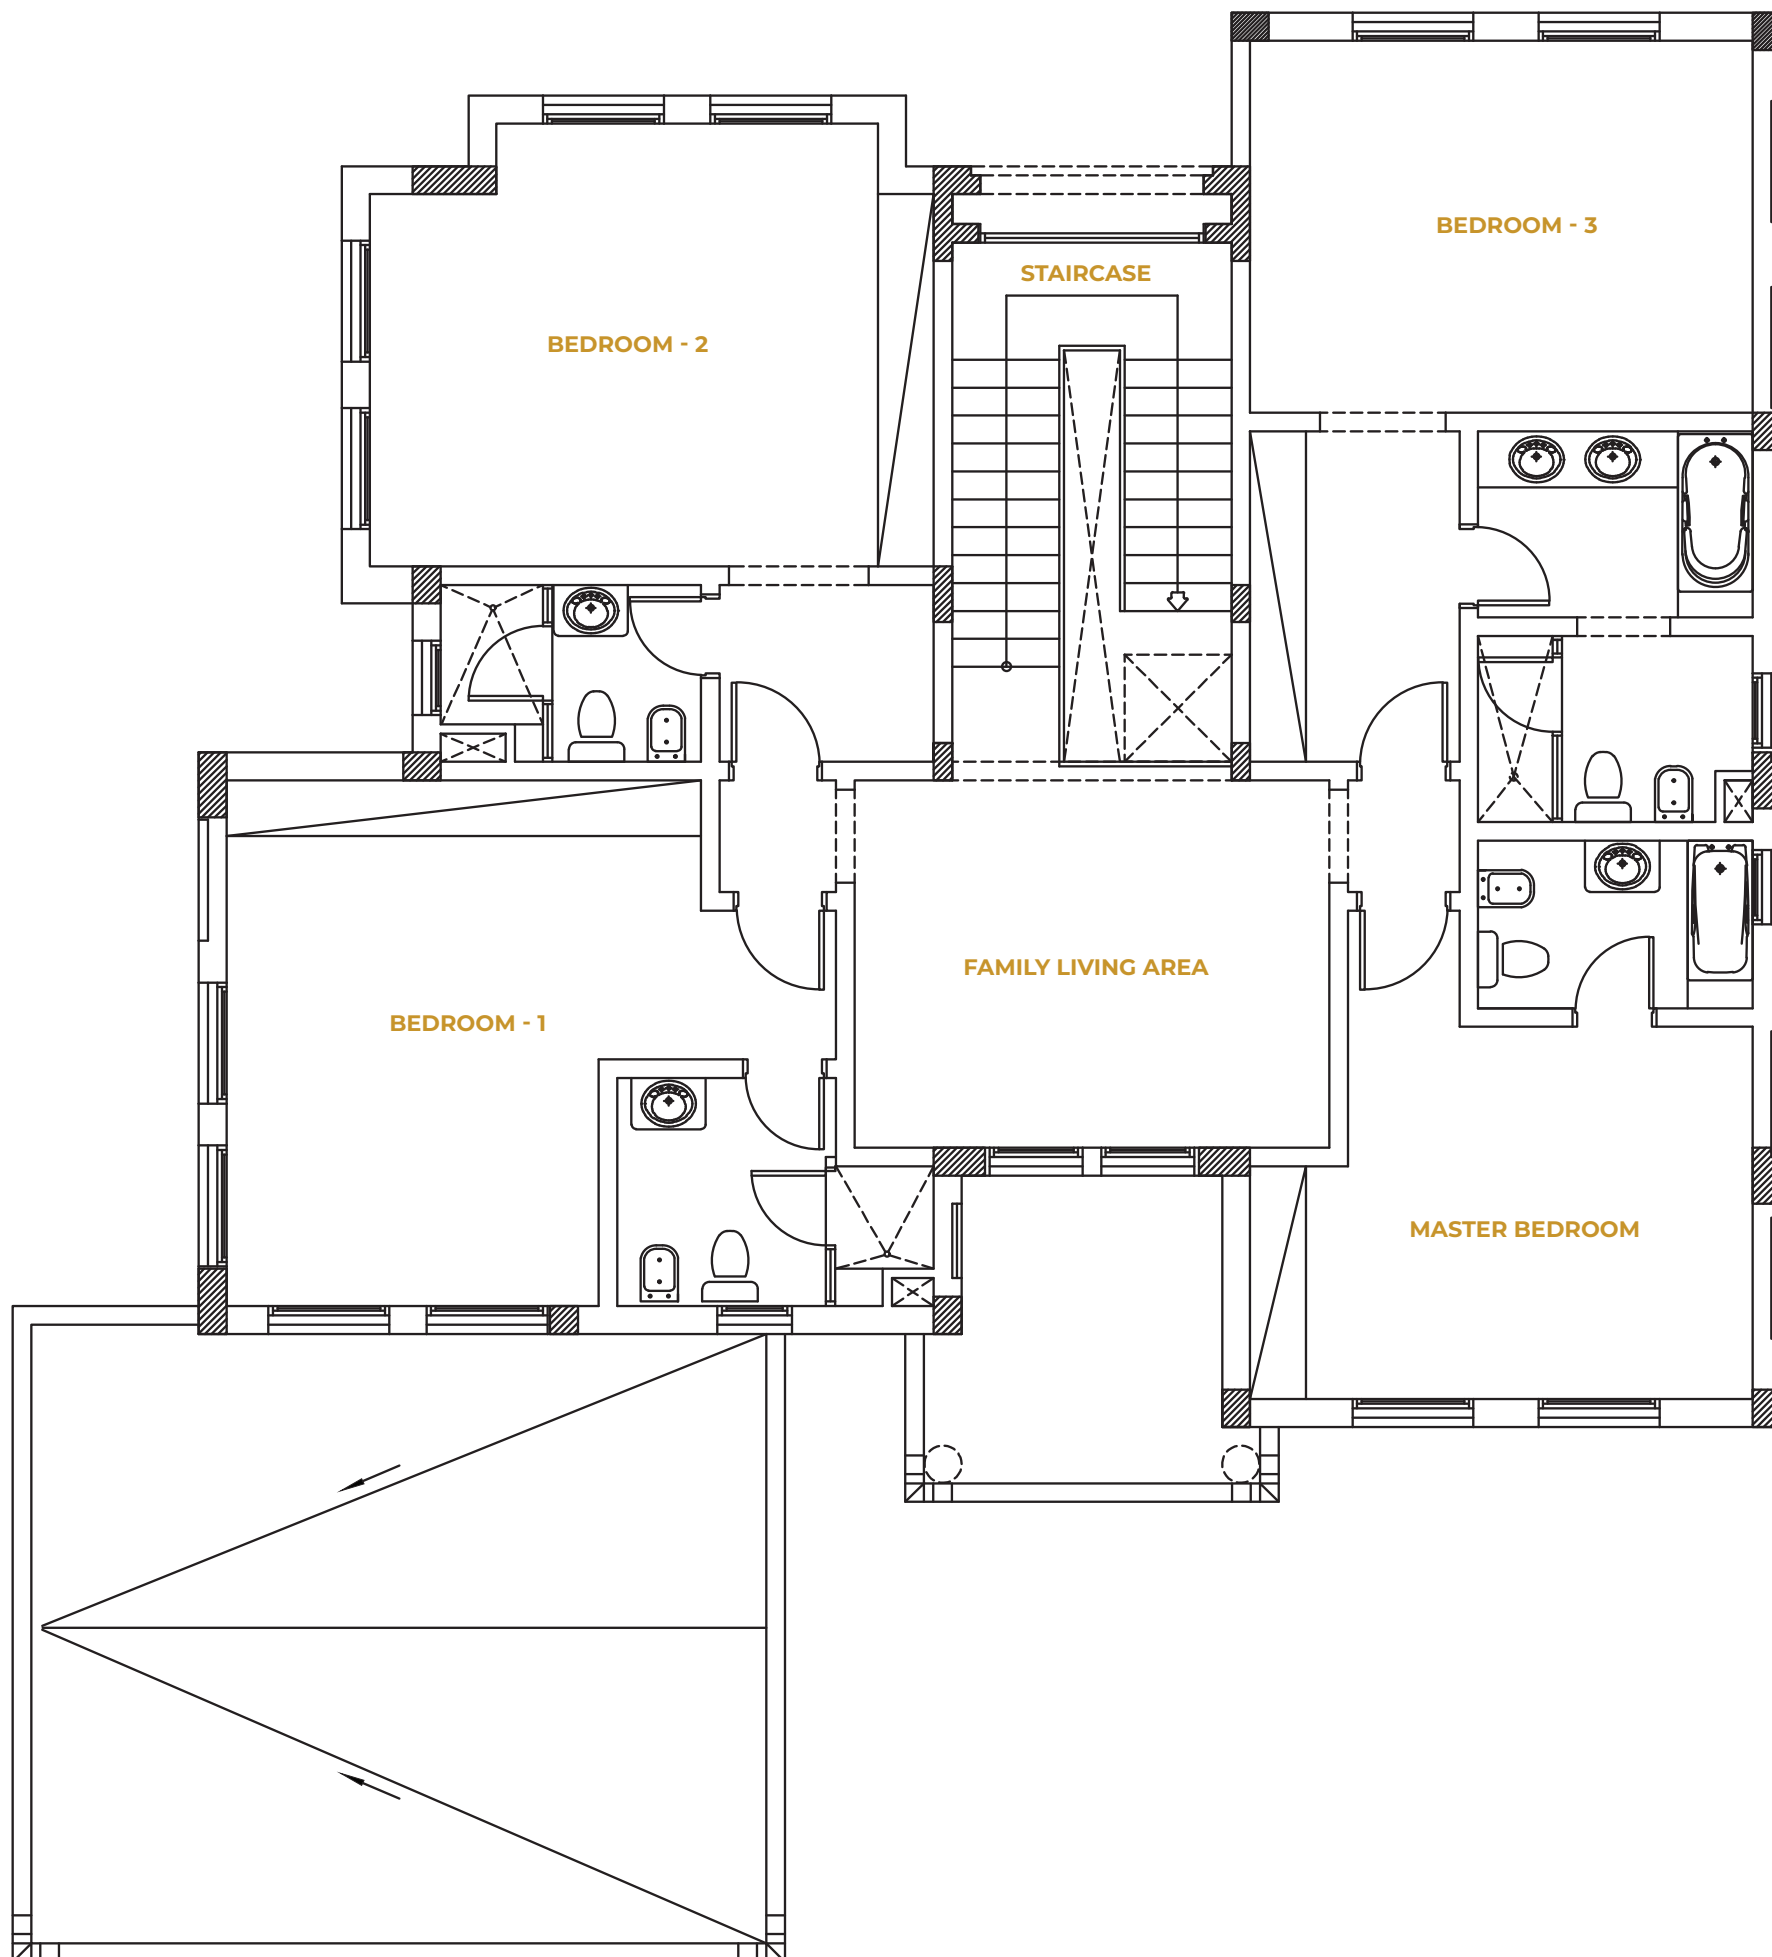 BEDROOM - 3
STAIRCASE
BEDROOM - 2
FAMILY LIVING AREA
BEDROOM - 1
MASTER BEDROOM